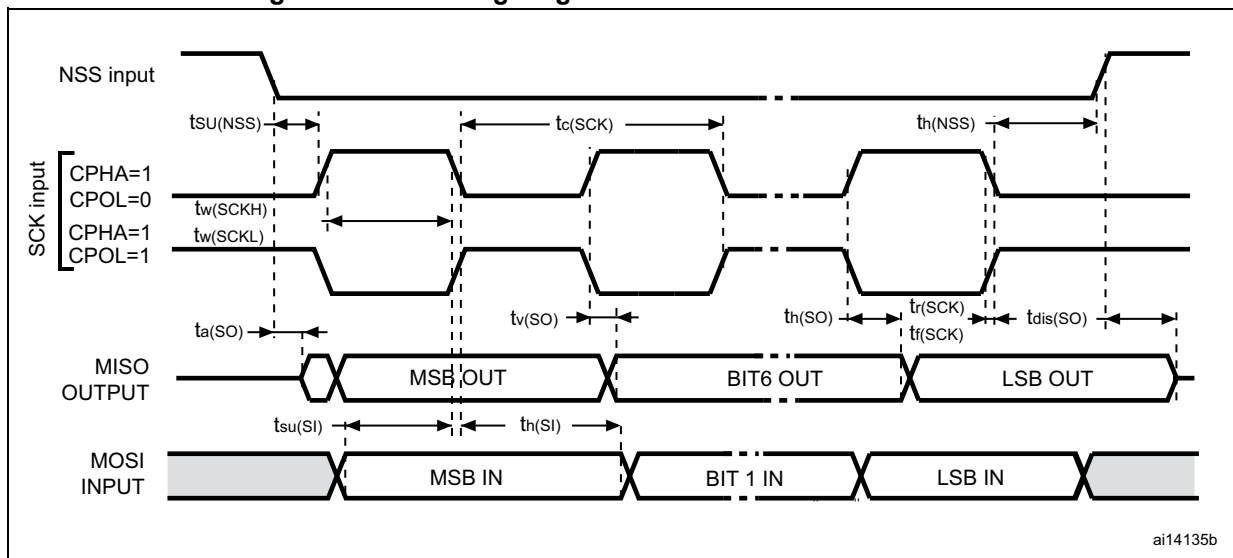 NSS input
tSU(NSS)
tc(SCK)
th(NSS)
SCK input
CPHA=1
CPOL=0
tw(SCKH)
CPHA=1
tw(SCKL)
CPOL=1
ta(SO)
tv(SO)
th(SO)
tr(SCK)
tf(SCK)
tdis(SO)
MISO
OUTPUT
MSB OUT
BIT6 OUT
LSB OUT
tsu(SI)
th(SI)
MOSI
INPUT
MSB IN
BIT 1 IN
LSB IN
ai14135b